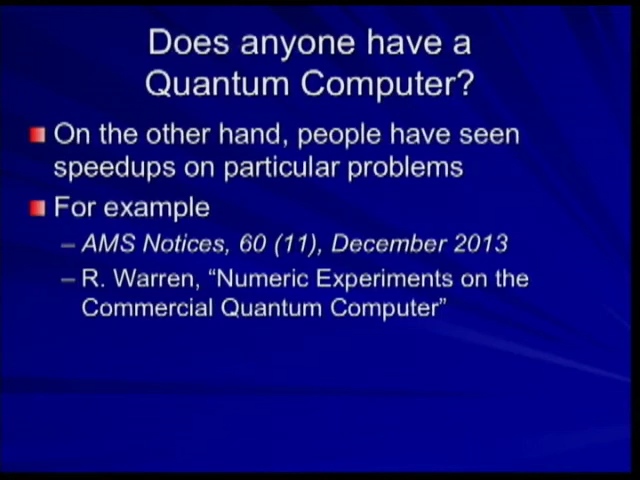 Does anyone have a
Quantum Computer?
On the other hand, people have seen
speedups on particular problems
For example
– AMS Notices, 60 (11), December 2013
– R. Warren, “Numeric Experiments on the
Commercial Quantum Computer”